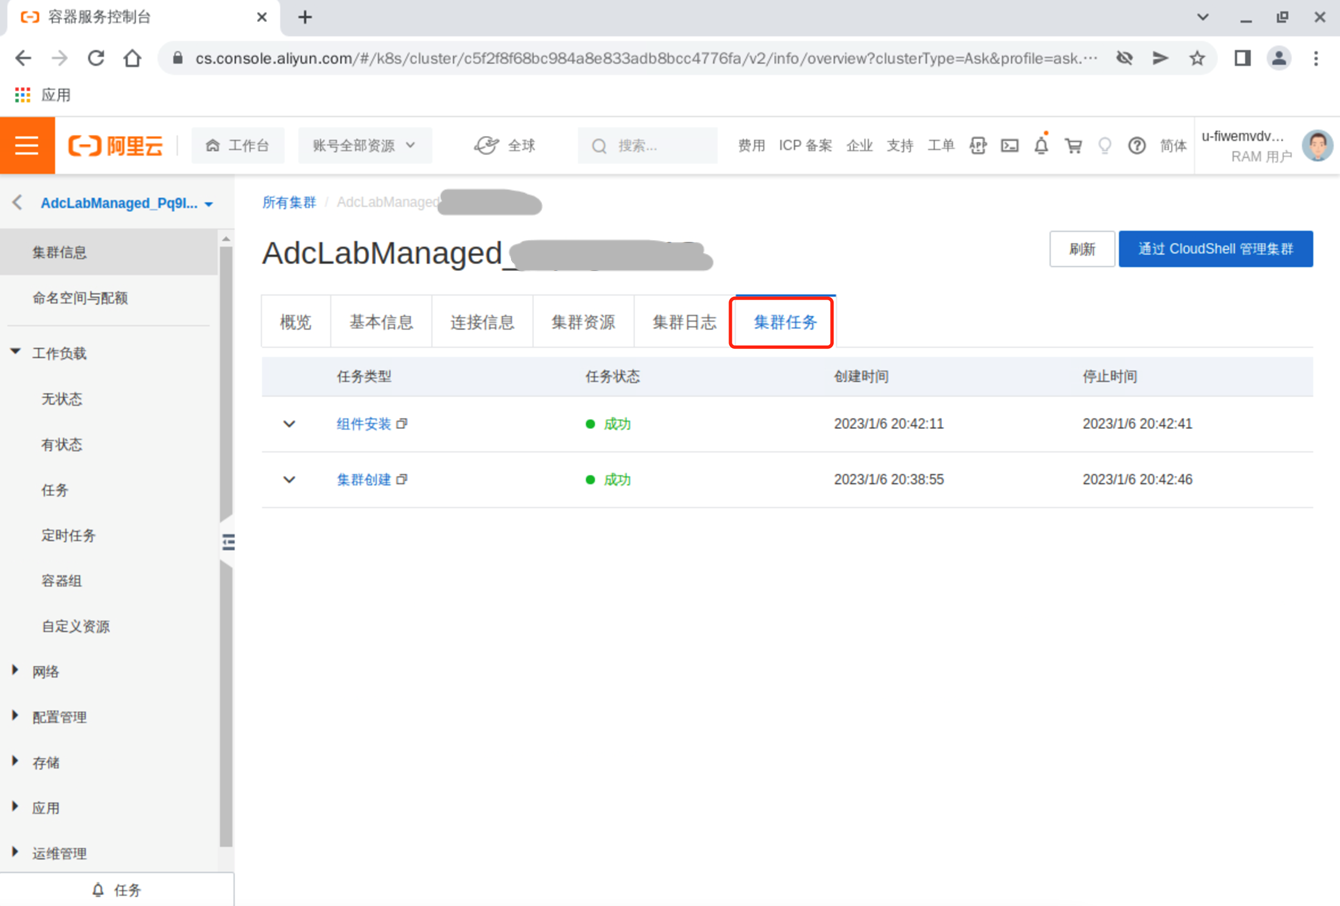 容器服务控制台
cs.console.aliyun.com/#/k8s/cluster/c5f2f8f68bc984a8e833adb8bcc4776fa/v2/info/overview?clusterType=Ask&profile=ask.···
应用
阿里云
工作台
账号全部资源
全球
搜索...
费用
ICP 备案
企业
支持
工单
简体
u-fiwemvdv...
RAM 用户
AdcLabManaged_Pq9I...
所有集群 / AdcLabManaged
AdcLabManaged_
刷新
通过 CloudShell 管理集群
集群信息
命名空间与配额
工作负载
无状态
有状态
任务
定时任务
容器组
自定义资源
网络
配置管理
存储
应用
运维管理
任务
概览 基本信息 连接信息 集群资源 集群日志 集群任务
任务类型 任务状态 创建时间 停止时间
组件安装 成功 2023/1/6 20:42:11 2023/1/6 20:42:41
集群创建 成功 2023/1/6 20:38:55 2023/1/6 20:42:46